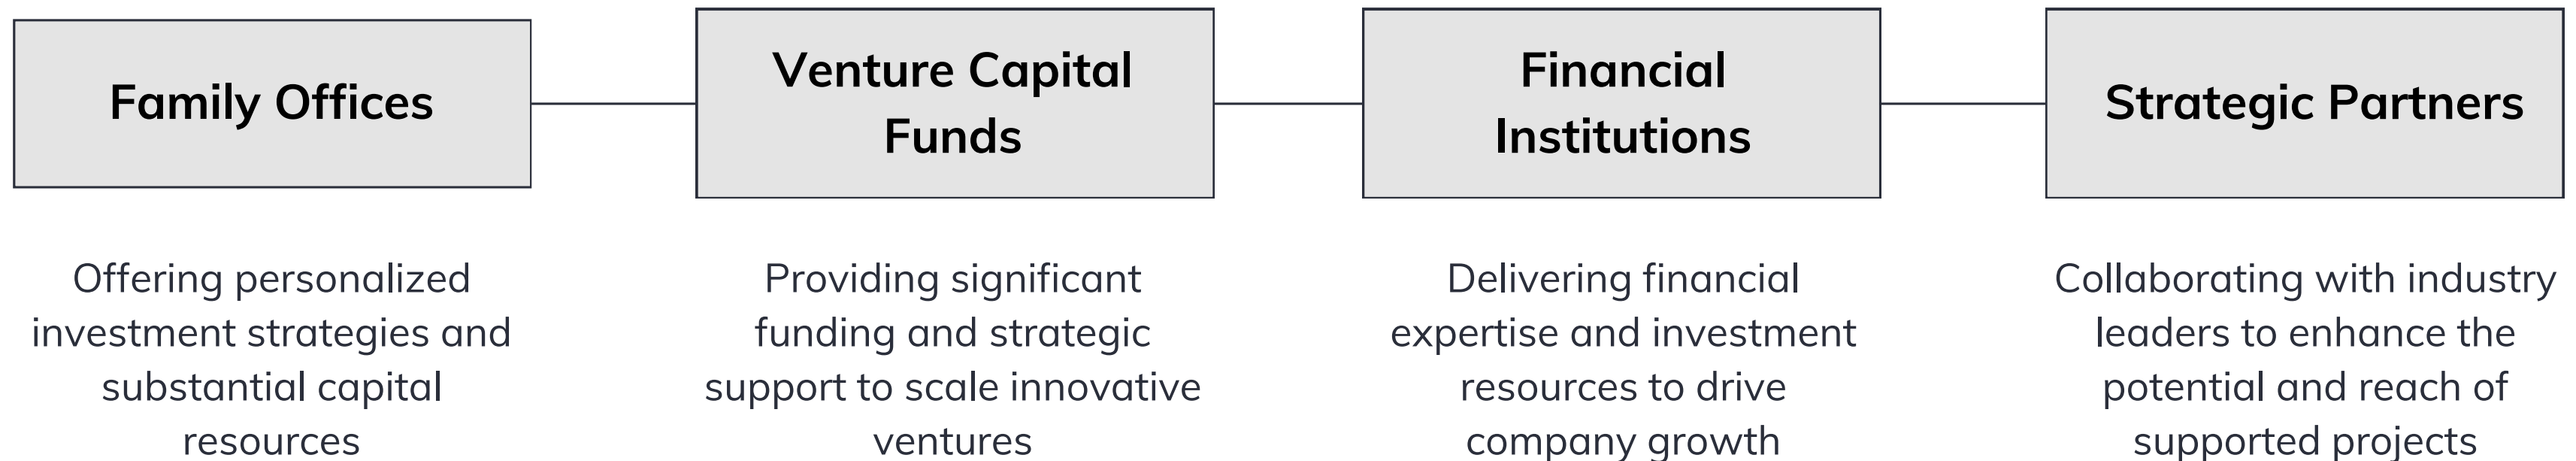 Family Offices
Offering personalized
investment strategies and
substantial capital
resources
Venture Capital
Funds
Providing significant
funding and strategic
support to scale innovative
ventures
Financial
Institutions
Delivering financial
expertise and investment
resources to drive
company growth
Strategic Partners
Collaborating with industry
leaders to enhance the
potential and reach of
supported projects